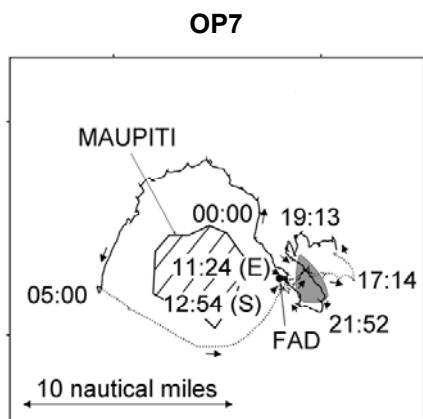 OP7
MAUPITI
00:00
19:13
11:24 (E)
17:14
05:00
12:54 (S)
21:52
FAD
10 nautical miles